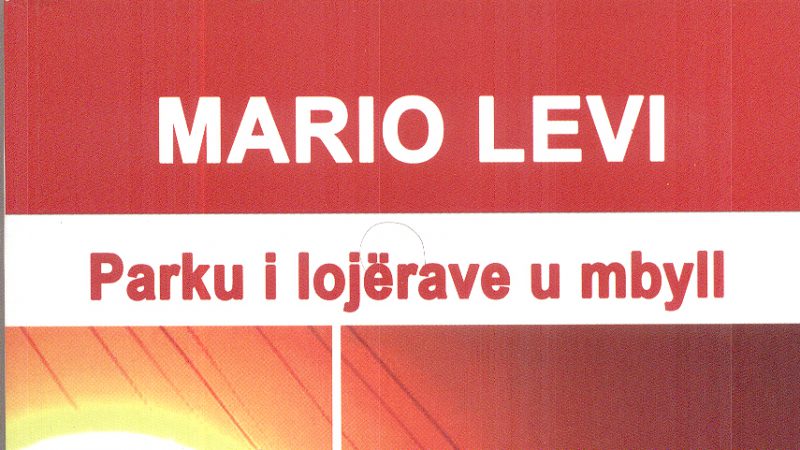 MARIO LEVI
Parku i lojërave u mbyll